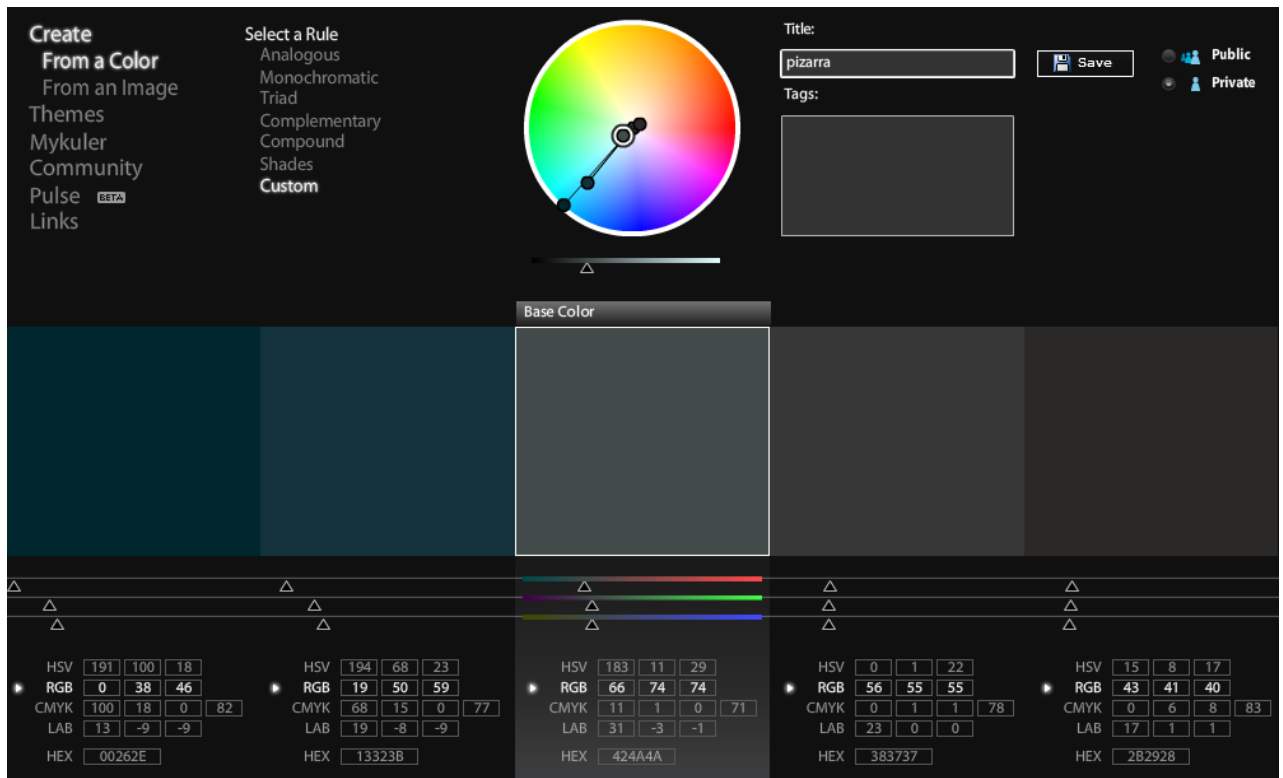 Create
From a Color
From an Image
Themes
Mykuler
Community
Pulse BETA
Links
Select a Rule
Analogous
Monochromatic
Triad
Complementary
Compound
Shades
Custom
Title:
pizarra
Save
Public
Private
Tags:
Base Color
HSV 191 100 18
RGB 0 38 46
CMYK 100 18 0 82
LAB 13 -9 -9
HEX 00262E
HSV 194 68 23
RGB 19 50 59
CMYK 68 15 0 77
LAB 19 -8 -9
HEX 13323B
HSV 183 11 29
RGB 66 74 74
CMYK 11 1 0 71
LAB 31 -3 -1
HEX 424A4A
HSV 0 1 22
RGB 56 55 55
CMYK 0 1 1 78
LAB 23 0 0
HEX 383737
HSV 15 8 17
RGB 43 41 40
CMYK 0 6 8 83
LAB 17 1 1
HEX 2B2928